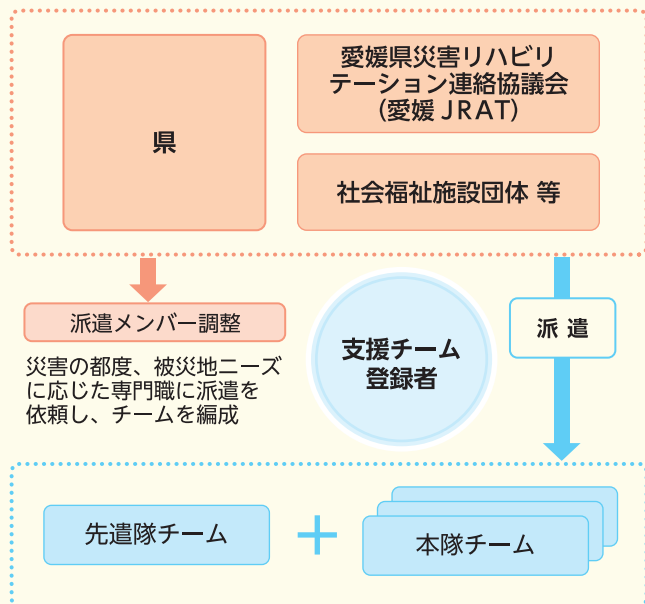 県
愛媛県災害リハビリ
テーション連絡協議会
(愛媛 JRAT)
社会福祉施設団体 等
派遣メンバー調整
災害の都度、被災地ニーズ
に応じた専門職に派遣を
依頼し、チームを編成
支援チーム
登録者
派 遣
先遣隊チーム
+
本隊チーム